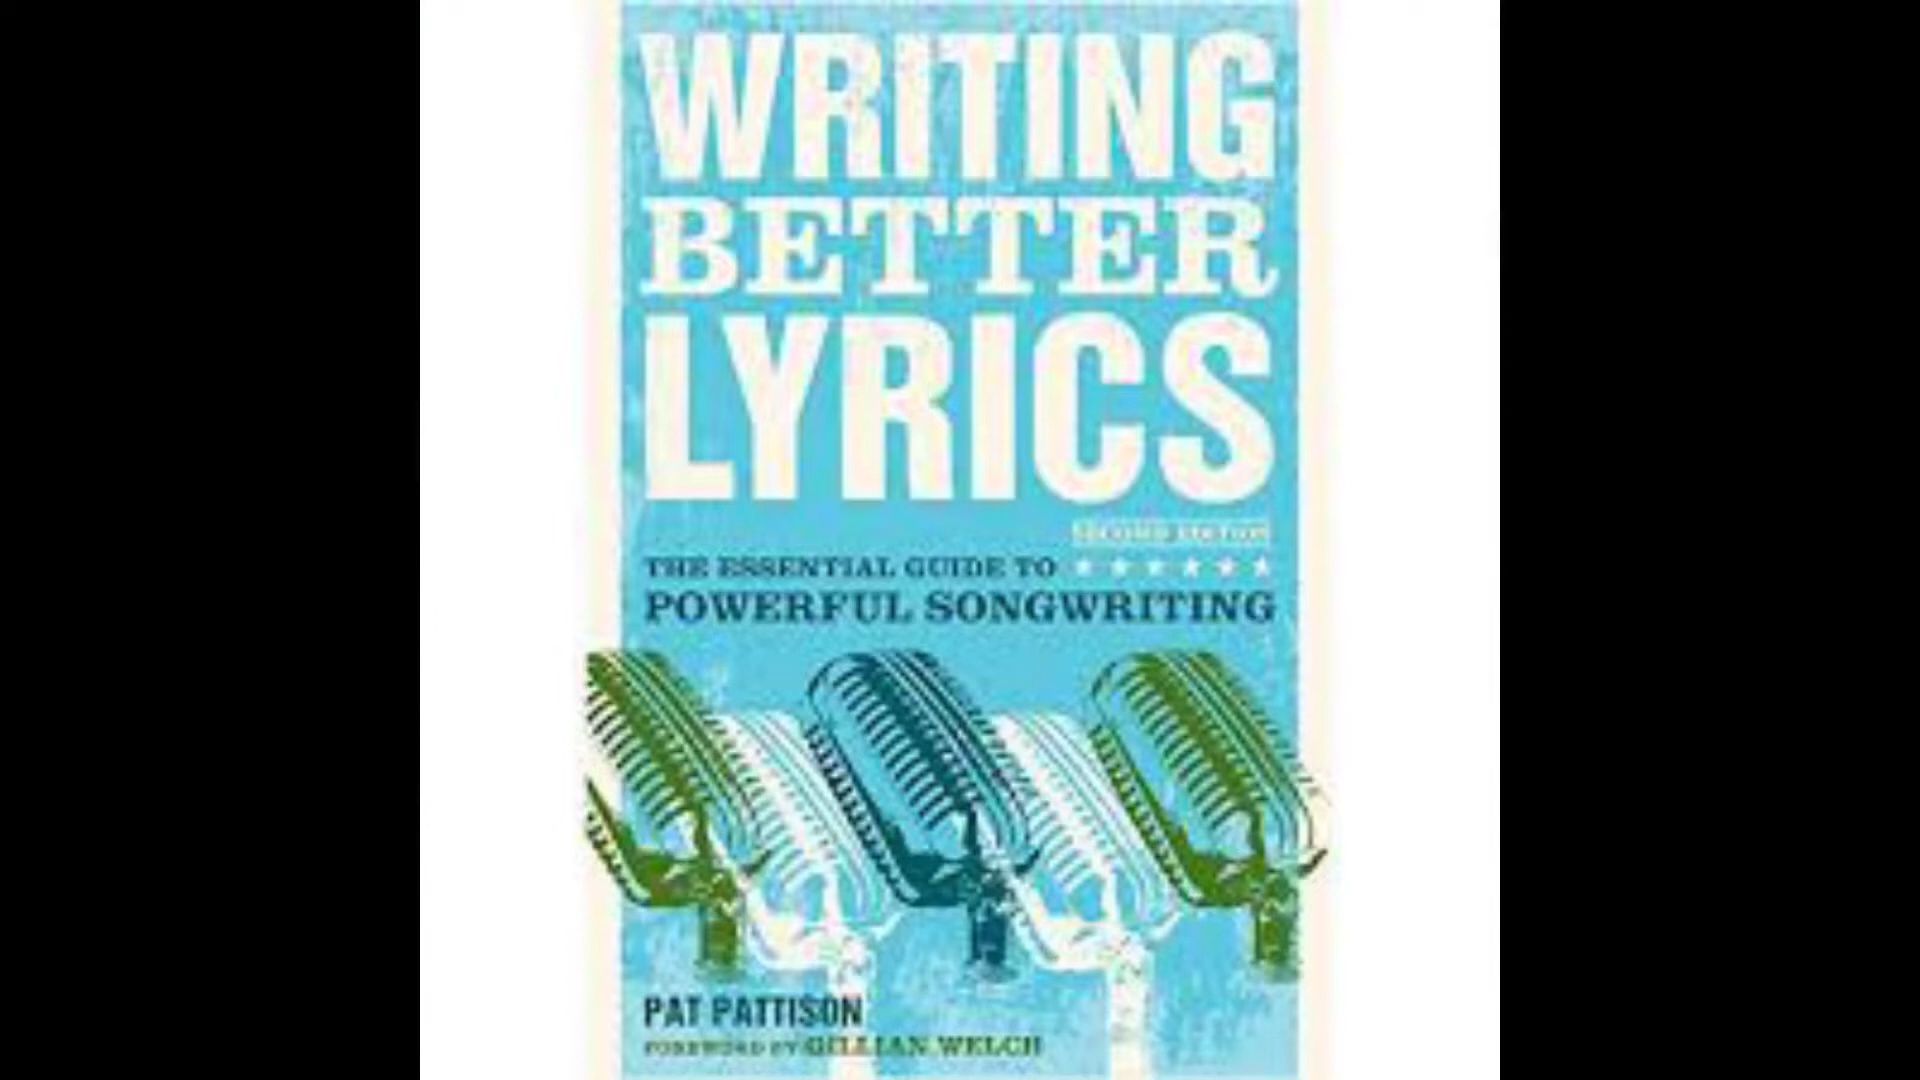 WRITING
BETTER
LYRICS
SECOND EDITION
THE ESSENTIAL GUIDE TO
POWERFUL SONGWRITING
PAT PATTISON
FOREWORD BY GILLIAN WELCH